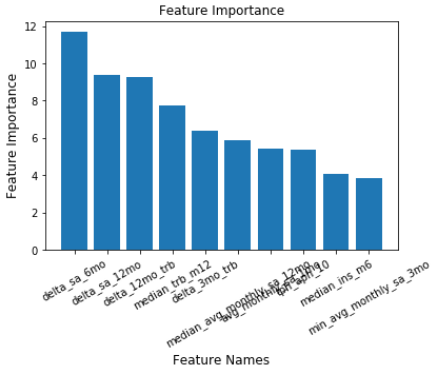 Feature Importance
Feature Importance
12
10
8
6
4
2
0
delta_sa_6mo
delta_sa_12mo
delta_12mo_trb
median_trb_m12
delta_3mo_trb
median_avg_monthly_sa_12mo
median_ins_m6
min_avg_monthly_sa_3mo
Feature Names